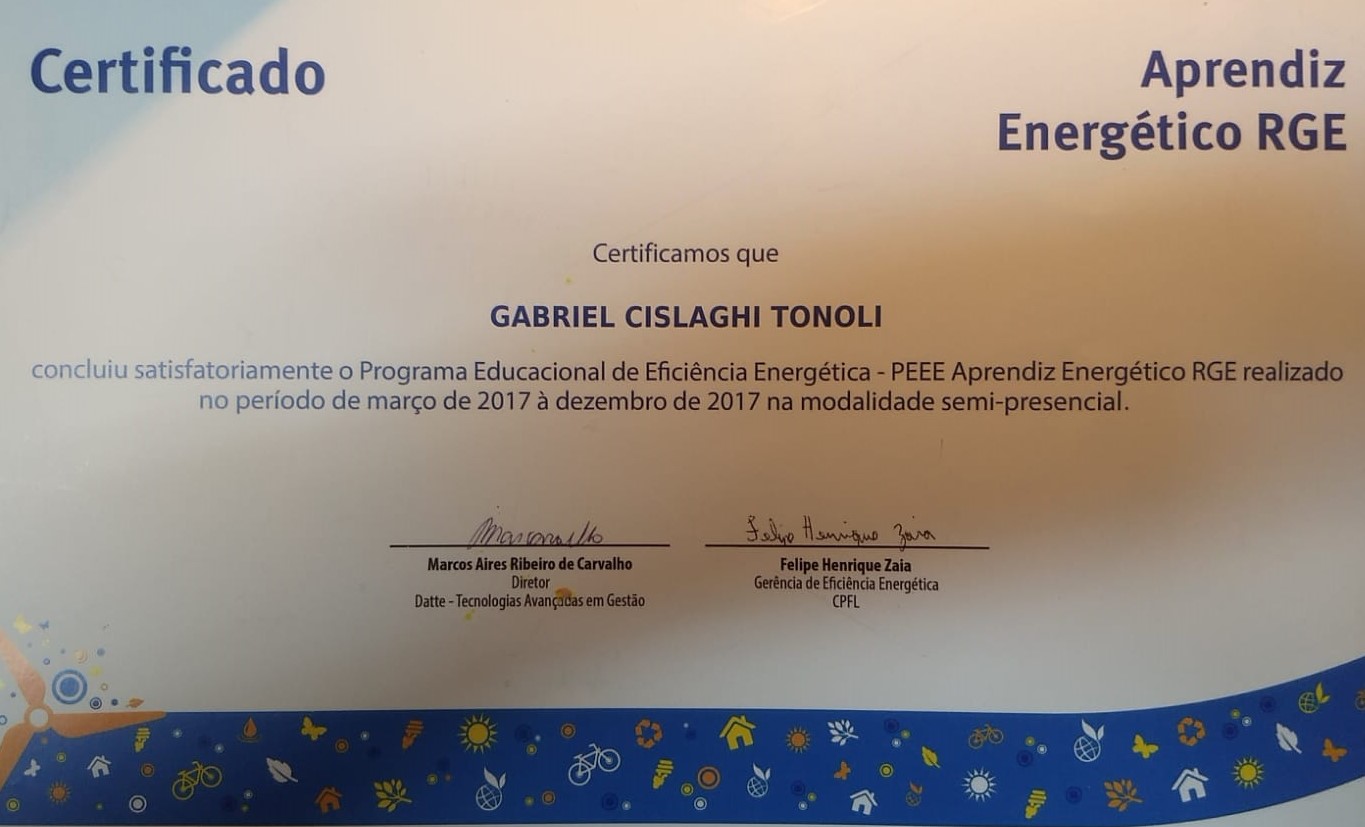 Certificado
Aprendiz
Energético RGE
Certificamos que
GABRIEL CISLAGHI TONOLI
concluiu satisfatoriamente o Programa Educacional de Eficiência Energética - PEEE Aprendiz Energético RGE realizado
no período de março de 2017 à dezembro de 2017 na modalidade semi-presencial.
Felipe Henrique Zaia
Marcos Aires Ribeiro de Carvalho
Diretor
Datte - Tecnologias Avançadas em Gestão
Felipe Henrique Zaia
Gerência de Eficiência Energética
CPFL